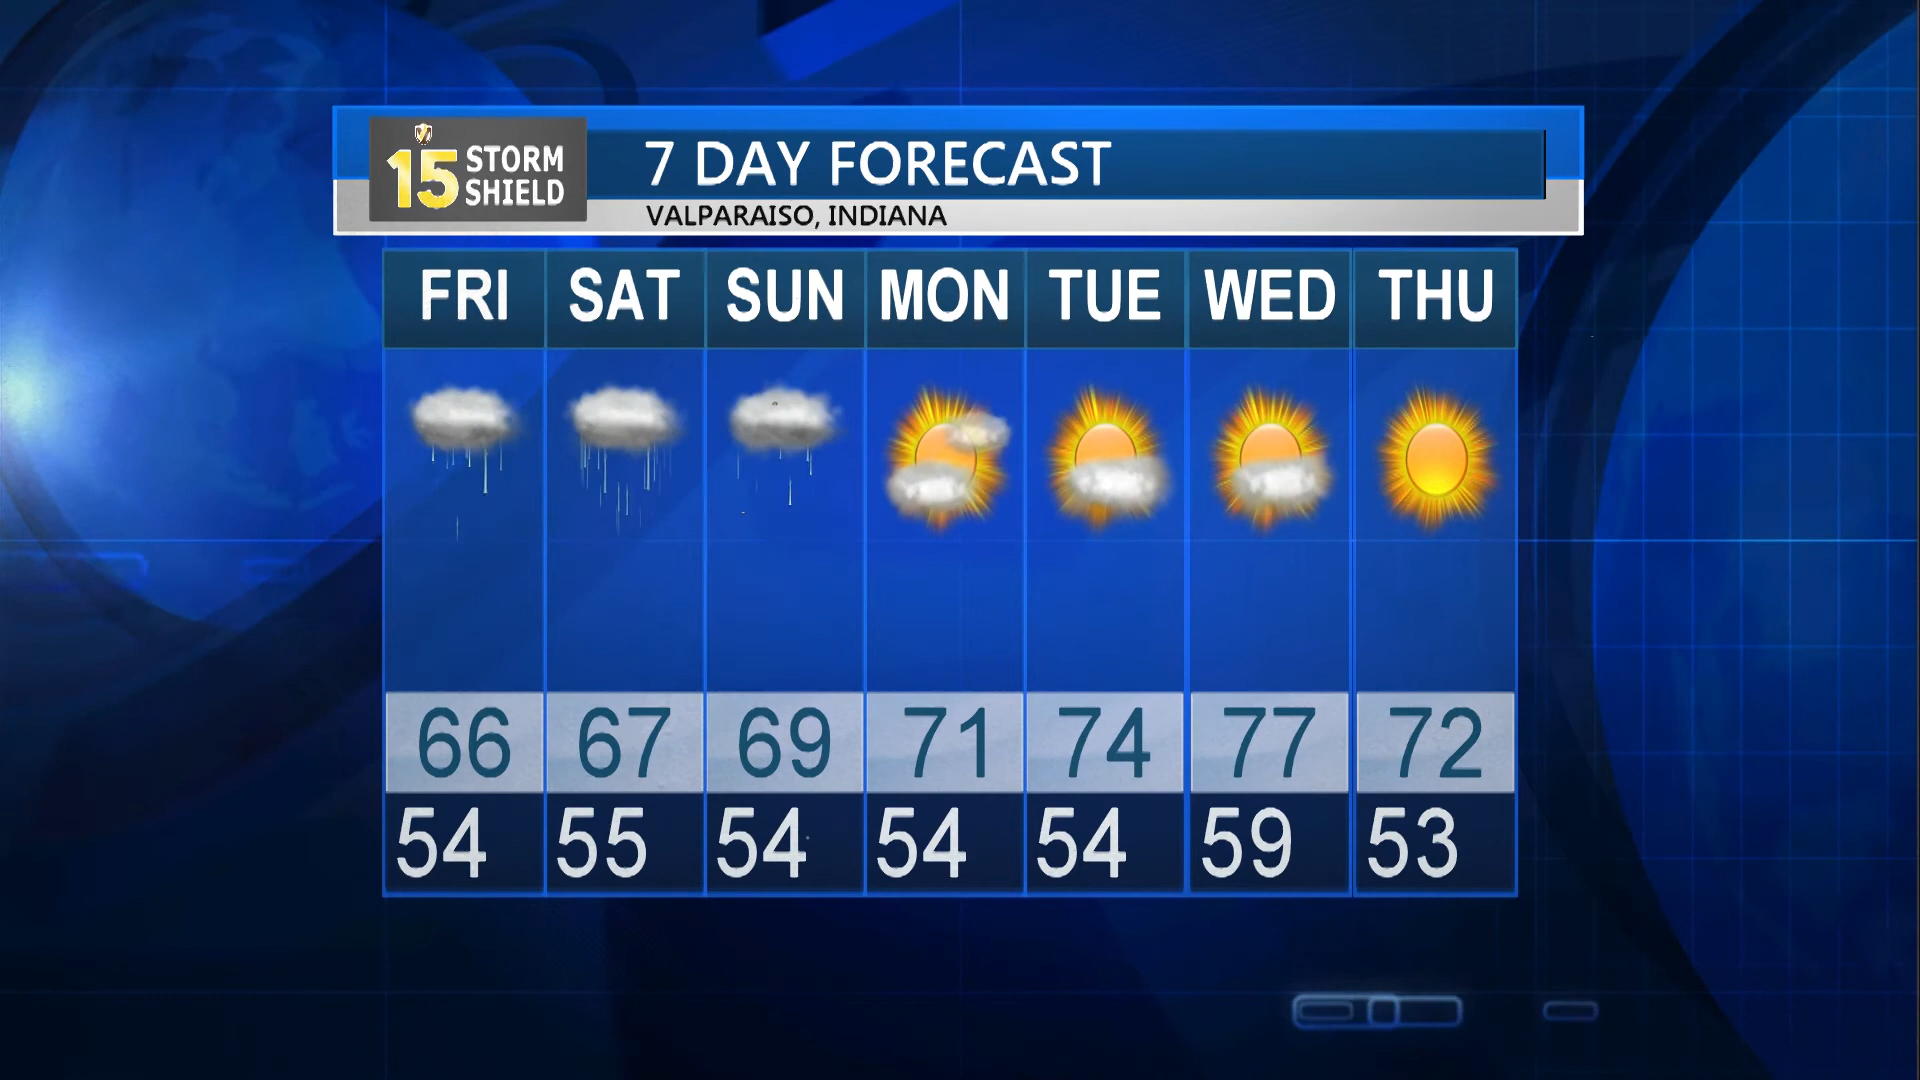 15 STORM
SHIELD
7 DAY FORECAST
VALPARAISO, INDIANA
FRI SAT SUN MON TUE WED THU
66 67 69 71 74 77 72
54 55 54 54 54 59 53